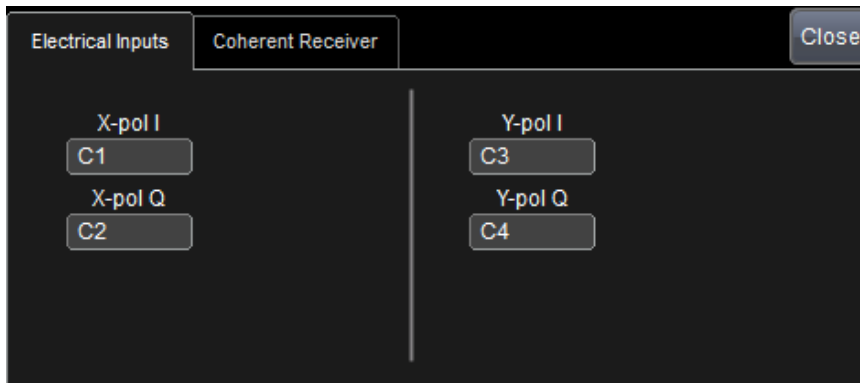 Electrical Inputs
Coherent Receiver
Close
X-pol I
C1
X-pol Q
C2
Y-pol I
C3
Y-pol Q
C4